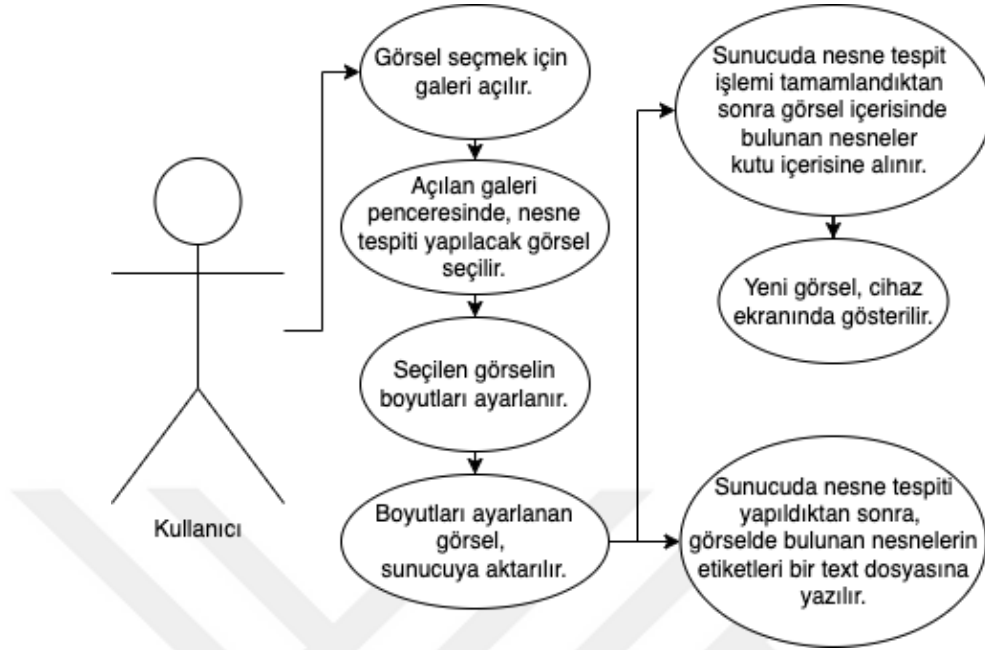 Görsel seçmek için
galeri açılır.
Açılan galeri
penceresinde, nesne
tespiti yapılacak görsel
seçilir.
Seçilen görselin
boyutları ayarlanır.
Boyutları ayarlanan
görsel,
sunucuya aktarılır.
Kullanıcı
Sunucuda nesne tespit
işlemi tamamlandıktan
sonra görsel içerisinde
bulunan nesneler
kutu içerisine alınır.
Yeni görsel, cihaz
ekranında gösterilir.
Sunucuda nesne tespiti
yapıldıktan sonra,
görselde bulunan nesnelerin
etiketleri bir text dosyasına
yazılır.